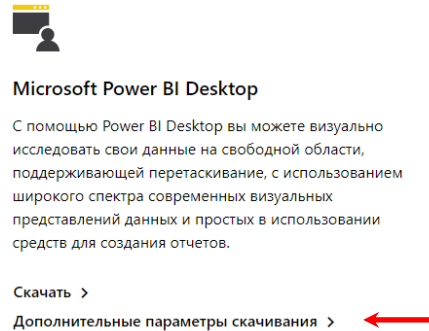 Microsoft Power BI Desktop
С помощью Power BI Desktop вы можете визуально
исследовать свои данные на свободной области,
поддерживающей перетаскивание, с использованием
широкого спектра современных визуальных
представлений данных и простых в использовании
средств для создания отчетов.
Скачать >
Дополнительные параметры скачивания >